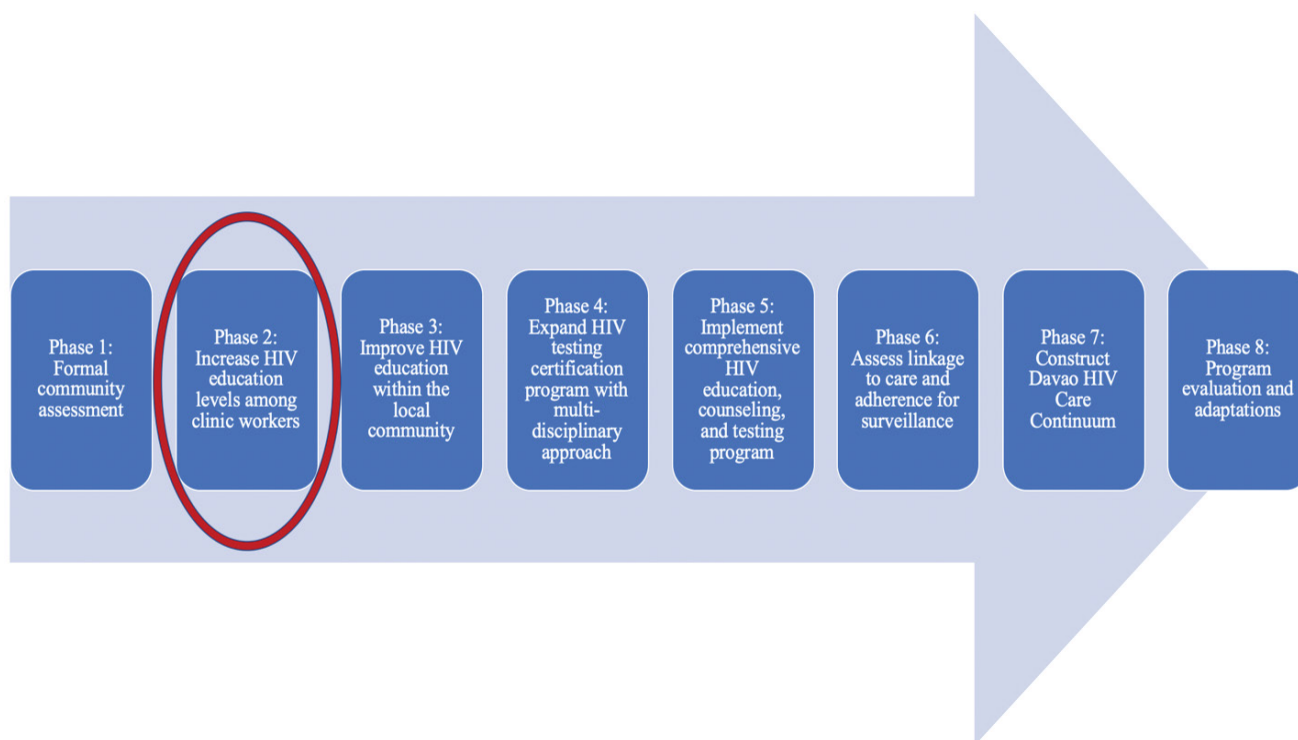 Phase 1:
Formal
community
assessment
Phase 2:
Increase HIV
education
levels among
clinic workers
Phase 3:
Improve HIV
education
within the
local
community
Phase 4:
Expand HIV
testing
certification
program with
multi-
disciplinary
approach
Phase 5:
Implement
comprehensive
HIV
education,
counseling,
and testing
program
Phase 6:
Assess linkage
to care and
adherence for
surveillance
Phase 7:
Construct
Davao HIV
Care
Continuum
Phase 8:
Program
evaluation and
adaptations